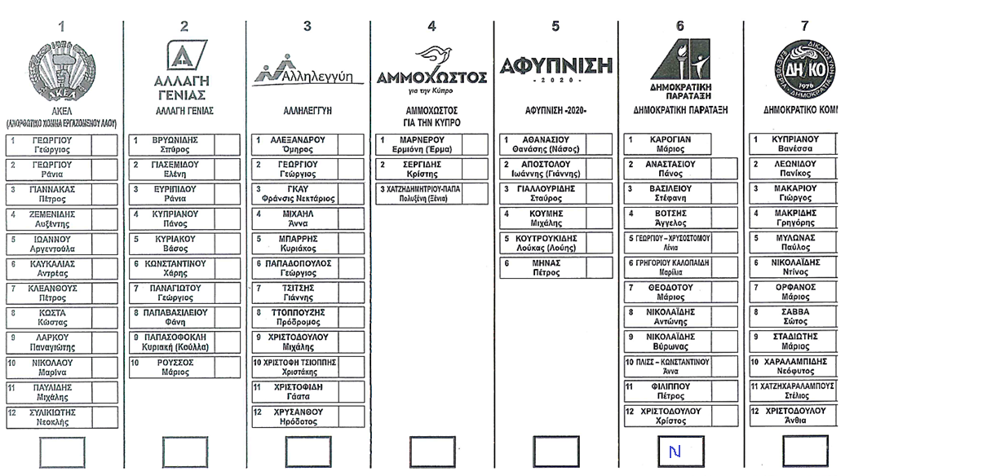 1
1976
ΑΚΕΛ
ΑΚΕΛ
(ΑΝΟΡΘΩΤΙΚΟ ΚΟΜΜΑ ΕΡΓΑΖΟΜΕΝΟΥ ΛΑΟΥ)
1 ΓΕΩΡΓΙΟΥ
Γεώργιος
2 ΓΕΩΡΓΙΟΥ
Ράνια
3 ΓΙΑΝΝΑΚΑΣ
Πέτρος
4 ΖΕΜΕΝΙΔΗΣ
Αυξέντης
5 ΙΩΑΝΝΟΥ
Αργεντούλα
6 ΚΑΥΚΑΛΙΑΣ
Αντρέας
7 ΚΛΕΑΝΘΟΥΣ
Πέτρος
8 ΚΩΣΤΑ
Κώστας
9 ΛΑΡΚΟΥ
Παναγιώτης
10 ΝΙΚΟΛΑΟΥ
Μαρίνα
11 ΠΑΥΛΙΔΗΣ
Μιχάλης
12 ΣΥΛΙΚΙΩΤΗΣ
Νεοκλής
2
Α
ΑΛΛΑΓΗ
ΓΕΝΙΑΣ
ΑΛΛΑΓΗ ΓΕΝΙΑΣ
1 ΒΡΥΩΝΙΔΗΣ
Σπύρος
2 ΓΙΑΣΕΜΙΔΟΥ
Ελένη
3 ΕΥΡΙΠΙΔΟΥ
Ράνια
4 ΚΥΠΡΙΑΝΟΥ
Πάνος
5 ΚΥΡΙΑΚΟΥ
Βάσος
6 ΚΩΝΣΤΑΝΤΙΝΟΥ
Χάρης
7 ΠΑΝΑΓΙΩΤΟΥ
Γεώργιος
8 ΠΑΠΑΒΑΣΙΛΕΙΟΥ
Φάνη
9 ΠΑΠΑΣΟΦΟΚΛΗ
Κυριακή (Κούλλα)
10 ΡΟΥΣΣΟΣ
Μάριος
3
Αλληλεγγύη
ΑΛΛΗΛΕΓΓΥΗ
1 ΑΛΕΞΑΝΔΡΟΥ
Όμηρος
2 ΓΕΩΡΓΙΟΥ
Γεώργιος
3 ΓΚΑΥ
Φράνσις Νεκτάριος
4 ΜΙΧΑΗΛ
Άννα
5 ΜΠΑΡΡΗΣ
Κυριάκος
6 ΠΑΠΑΔΟΠΟΥΛΟΣ
Γεώργιος
7 ΤΣΙΤΣΗΣ
Γιάννης
8 ΤΤΟΠΠΟΥΖΗΣ
Πρόδρομος
9 ΧΡΙΣΤΟΔΟΥΛΟΥ
Μιχάλης
10 ΧΡΙΣΤΟΦΗ ΤΣΙΟΠΠΗΣ
Χριστάκης
11 ΧΡΙΣΤΟΦΙΔΗ
Γάατα
12 ΧΡΥΣΑΝΘΟΥ
Ηρόδοτος
4
ΑΜΜΟΧΩΣΤΟΣ
για την Κύπρο
ΑΜΜΟΧΩΣΤΟΣ
ΓΙΑ ΤΗΝ ΚΥΠΡΟ
1 ΜΑΡΝΕΡΟΥ
Ερμιόνη (Έρμα)
2 ΣΕΡΓΙΔΗΣ
Κρίστης
3 ΧΑΤΖΗΔΗΜΗΤΡΙΟΥ-ΠΑΠΑ
Πολυξένη (Ξένια)
5
ΑΦΥΠΝΙΣΗ
- 2020 -
ΑΦΥΠΝΙΣΗ -2020-
1 ΑΘΑΝΑΣΙΟΥ
Θανάσης (Νάσος)
2 ΑΠΟΣΤΟΛΟΥ
Ιωάννης (Γιάννης)
3 ΓΙΑΛΛΟΥΡΙΔΗΣ
Σταύρος
4 ΚΟΥΜΗΣ
Μιχάλης
5 ΚΟΥΤΡΟΥΚΙΔΗΣ
Λούκας (Λούης)
6 ΜΗΝΑΣ
Πέτρος
6
ΔΗΜΟΚΡΑΤΙΚΗ
ΠΑΡΑΤΑΞΗ
ΔΗΜΟΚΡΑΤΙΚΗ ΠΑΡΑΤΑΞΗ
1 ΚΑΡΟΓΙΑΝ
Μάριος
2 ΑΝΑΣΤΑΣΙΟΥ
Πάνος
3 ΒΑΣΙΛΕΙΟΥ
Στέφανη
4 ΒΟΤΣΗΣ
Άγγελος
5 ΓΕΩΡΓΙΟΥ – ΧΡΥΣΟΣΤΟΜΟΥ
Λένια
6 ΓΡΗΓΟΡΙΟΥ ΚΑΛΟΠΑΙΔΗ
Μαρίλια
7 ΘΕΟΔΟΤΟΥ
Μάριος
8 ΝΙΚΟΛΑΪΔΗΣ
Αντώνης
9 ΝΙΚΟΛΑΪΔΗΣ
Βύρωνας
10 ΠΛΙΣΣ – ΚΩΝΣΤΑΝΤΙΝΟΥ
Άννα
11 ΦΙΛΙΠΠΟΥ
Πέτρος
12 ΧΡΙΣΤΟΔΟΥΛΟΥ
Χρίστος
N
7
ΔΗΚΟ
1976
ΕΛΕΥΘΕΡΙΑ - ΔΗΜΟΚΡΑΤΙΑ - ΔΙΚΑΙΟΣΥΝΗ
ΔΗΜΟΚΡΑΤΙΚΟ ΚΟΜΜ
1 ΚΥΠΡΙΑΝΟΥ
Βανέσσα
2 ΛΕΩΝΙΔΟΥ
Πανίκος
3 ΜΑΚΑΡΙΟΥ
Γιώργος
4 ΜΑΚΡΙΔΗΣ
Γρηγόρης
5 ΜΥΛΩΝΑΣ
Παύλος
6 ΝΙΚΟΛΑΪΔΗΣ
Ντίνος
7 ΟΡΦΑΝΟΣ
Μάριος
8 ΣΑΒΒΑ
Σώτος
9 ΣΤΑΔΙΩΤΗΣ
Μάριος
10 ΧΑΡΑΛΑΜΠΙΔΗΣ
Νεόφυτος
11 ΧΑΤΖΗΧΑΡΑΛΑΜΠΟΥΣ
Στέλιος
12 ΧΡΙΣΤΟΔΟΥΛΟΥ
Άνθια